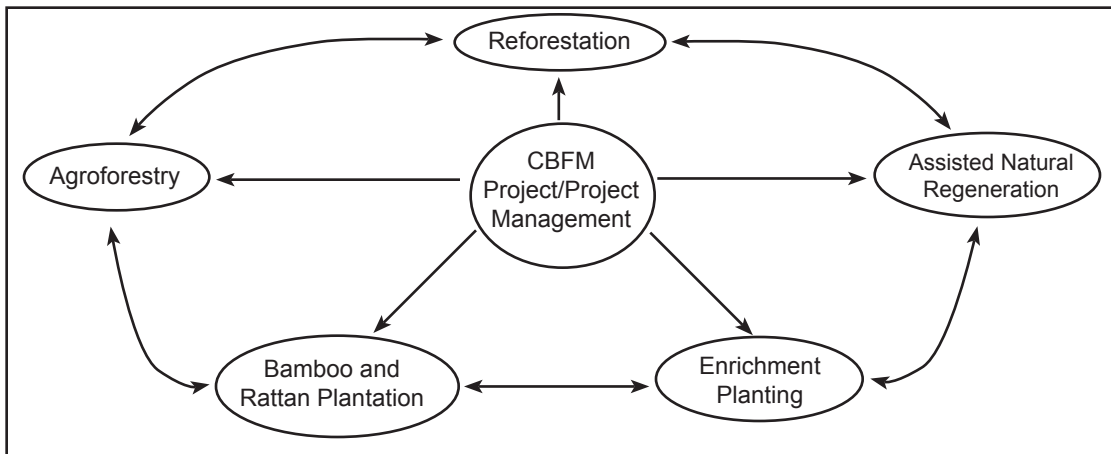 Reforestation
Agroforestry
CBFM
Project/Project
Management
Assisted Natural
Regeneration
Bamboo and
Rattan Plantation
Enrichment
Planting